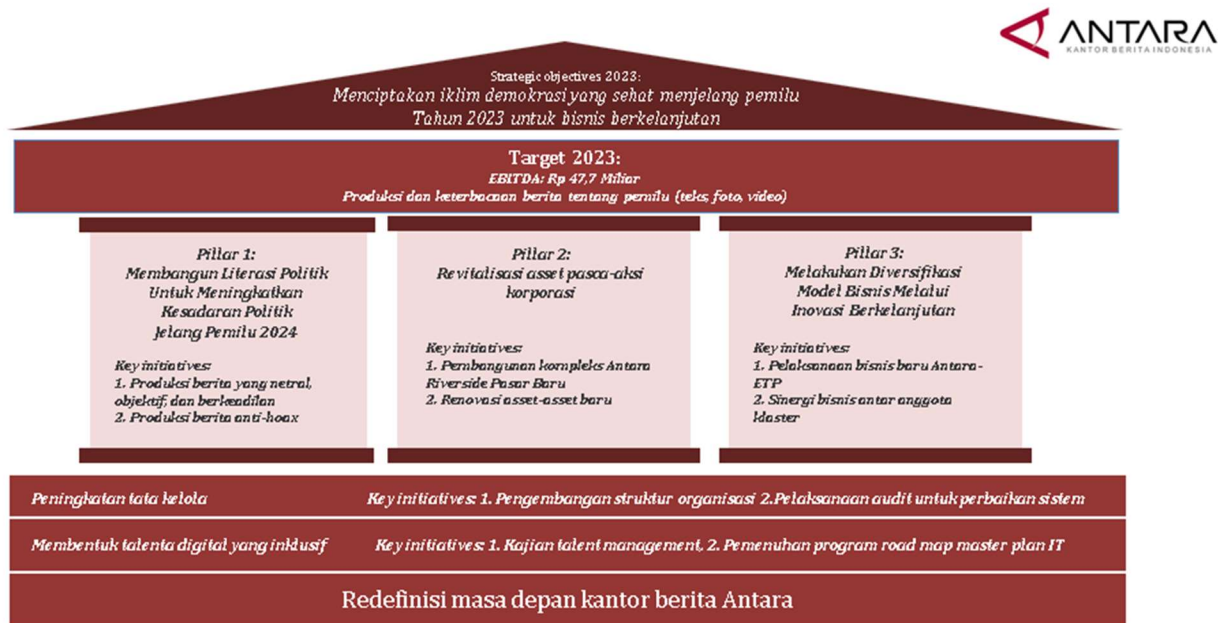 ANTARA
KANTOR BERITA INDONESIA
Strategic objectives 2023:
Menciptakan iklim demokrasi yang sehat menjelang pemilu
Tahun 2023 untuk bisnis berkelanjutan
Target 2023:
EBITDA: Rp 47,7 Miliar
Produksi dan keterbacaan berita tentang pemilu (teks, foto, video)
Pillar 1:
Membangun Literasi Politik
Untuk Meningkatkan
Kesadaran Politik
Jelang Pemilu 2024
Key initiatives:
1. Produksi berita yang netral,
objektif, dan berkeadilan
2. Produksi berita anti-hoax
Pillar 2:
Revitalisasi asset pasca-aksi
korporasi
Key initiatives:
1. Pembangunan kompleks Antara
Riverside Pasar Baru
2. Renovasi asset-asset baru
Pillar 3:
Melakukan Diversifikasi
Model Bisnis Melalui
Inovasi Berkelanjutan
Key initiatives:
1. Pelaksanaan bisnis baru Antara-
ETP
2. Sinergi bisnis antar anggota
klaster
Peningkatan tata kelola Key initiatives: 1. Pengembangan struktur organisasi 2.Pelaksanaan audit untuk perbaikan sistem
Membentuk talenta digital yang inklusif Key initiatives: 1. Kajian talent management, 2. Pemenuhan program road map master plan IT
Redefinisi masa depan kantor berita Antara